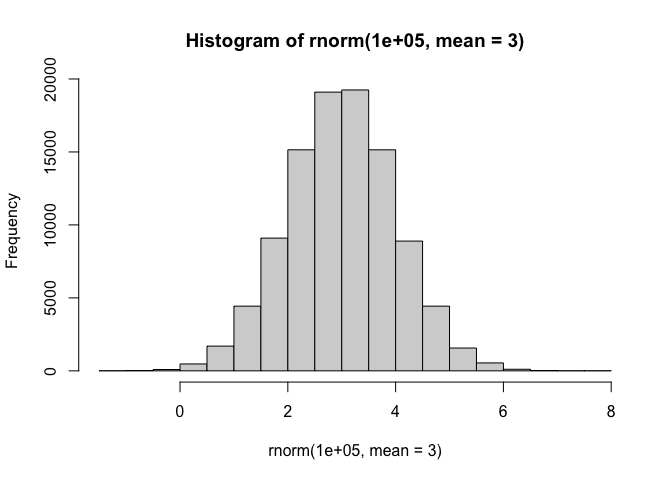 Histogram of rnorm(1e+05, mean = 3)
Frequency
20000
15000
10000
5000
0
0 2 4 6 8
rnorm(1e+05, mean = 3)